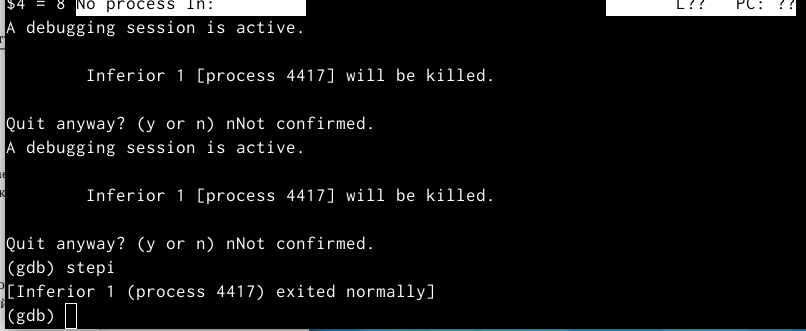 $4 = 8 No process In: L?? PC: ??
A debugging session is active.
Inferior 1 [process 4417] will be killed.
Quit anyway? (y or n) nNot confirmed.
A debugging session is active.
Inferior 1 [process 4417] will be killed.
Quit anyway? (y or n) nNot confirmed.
(gdb) stepi
[Inferior 1 (process 4417) exited normally]
(gdb)